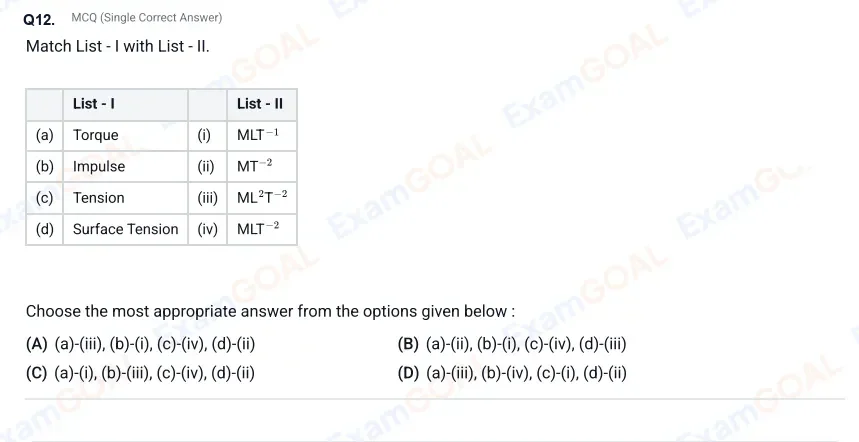 Q12. MCQ (Single Correct Answer)
Match List - I with List - II.
List - I List - II
(a) Torque (i) MLT⁻¹
(b) Impulse (ii) MT⁻²
(c) Tension (iii) ML²T⁻²
(d) Surface Tension (iv) MLT⁻²
Choose the most appropriate answer from the options given below :
(A) (a)-(iii), (b)-(i), (c)-(iv), (d)-(ii) (B) (a)-(ii), (b)-(i), (c)-(iv), (d)-(iii)
(C) (a)-(i), (b)-(iii), (c)-(iv), (d)-(ii) (D) (a)-(iii), (b)-(iv), (c)-(i), (d)-(ii)
ExamGOAL